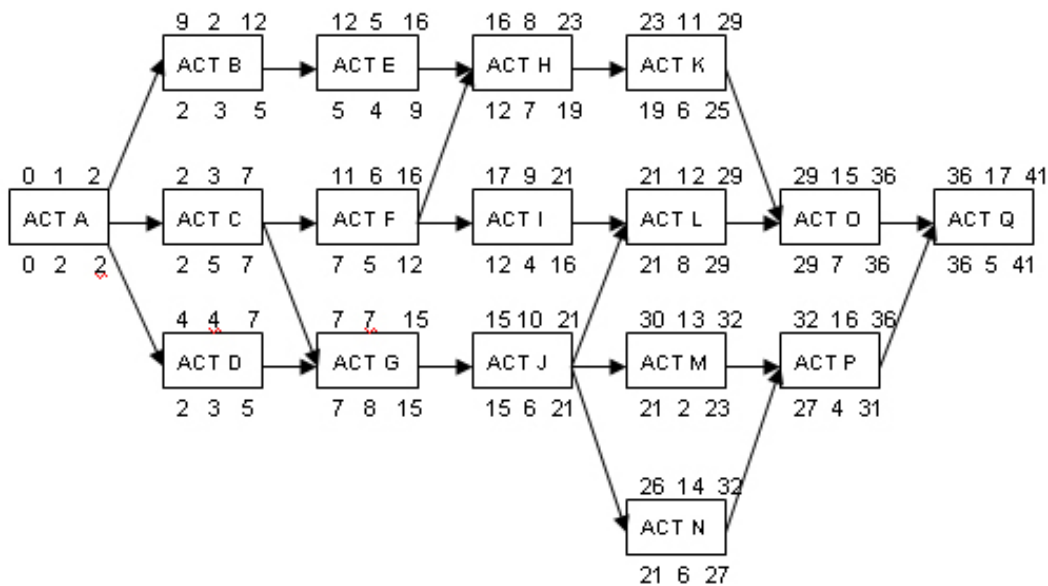 9 2 12
12 5 16
16 8 23
23 11 29
ACT B
ACT E
ACT H
ACT K
2 3 5
5 4 9
12 7 19
19 6 25
0 1 2
2 3 7
11 6 16
17 9 21
21 12 29
29 15 36
36 17 41
ACT A
ACT C
ACT F
ACT I
ACT L
ACT O
ACT Q
0 2 2
2 5 7
7 5 12
12 4 16
21 8 29
29 7 36
36 5 41
4 4 7
7 7 15
15 10 21
30 13 32
32 16 36
ACT D
ACT G
ACT J
ACT M
ACT P
2 3 5
7 8 15
15 6 21
21 2 23
27 4 31
26 14 32
ACT N
21 6 27